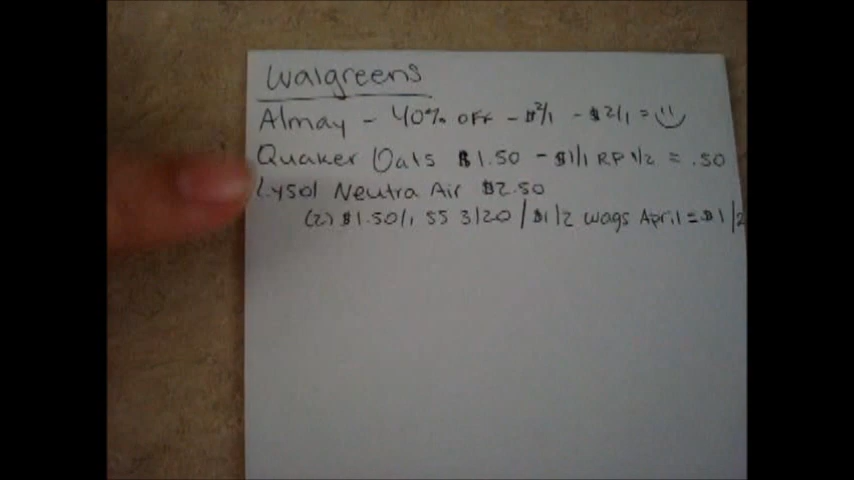 Walgreens
Almay - 40% OFF - $2/1 - $2/1 =
Quaker Oats $1.50 - $1/1 RP 1/2 = .50
Lysol Neutra Air $2.50
(2) $1.50/1 SS 3/20 / $1/2 wags April = $1/2